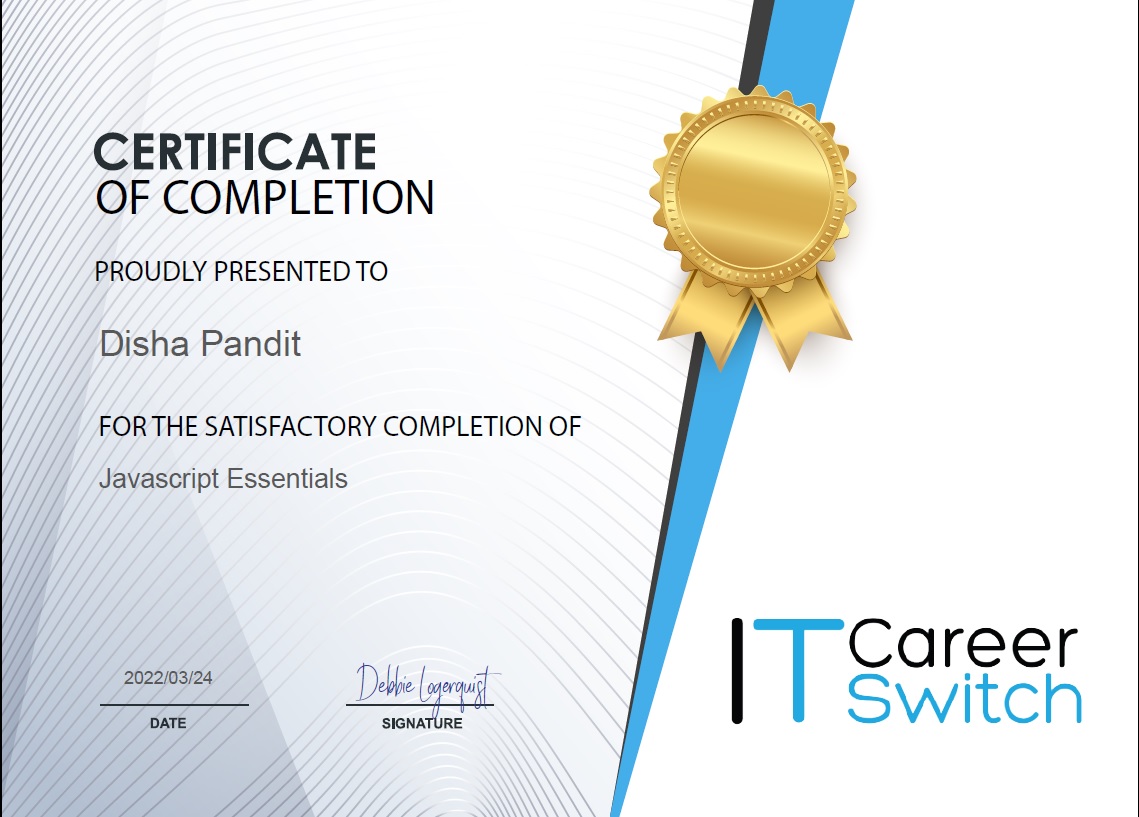 CERTIFICATE
OF COMPLETION
PROUDLY PRESENTED TO
Disha Pandit
FOR THE SATISFACTORY COMPLETION OF
Javascript Essentials
2022/03/24
DATE
Debbie Logerquist
SIGNATURE
IT Career
Switch